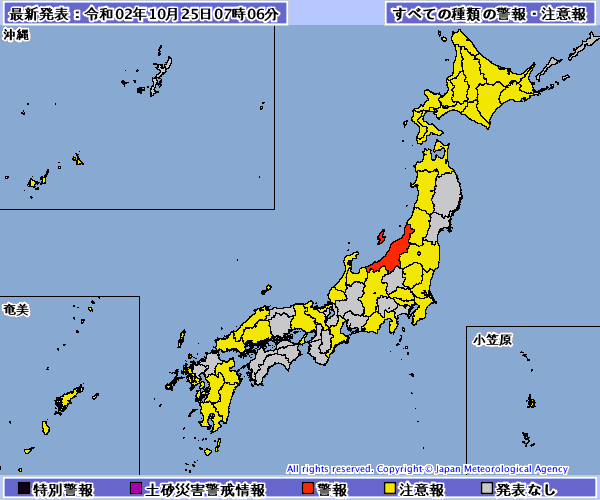 最新発表：令和02年10月25日07時06分
すべての種類の警報・注意報
沖縄
奄美
小笠原
All rights reserved. Copyright © Japan Meteorological Agency
特別警報
土砂災害警戒情報
警報
注意報
発表なし